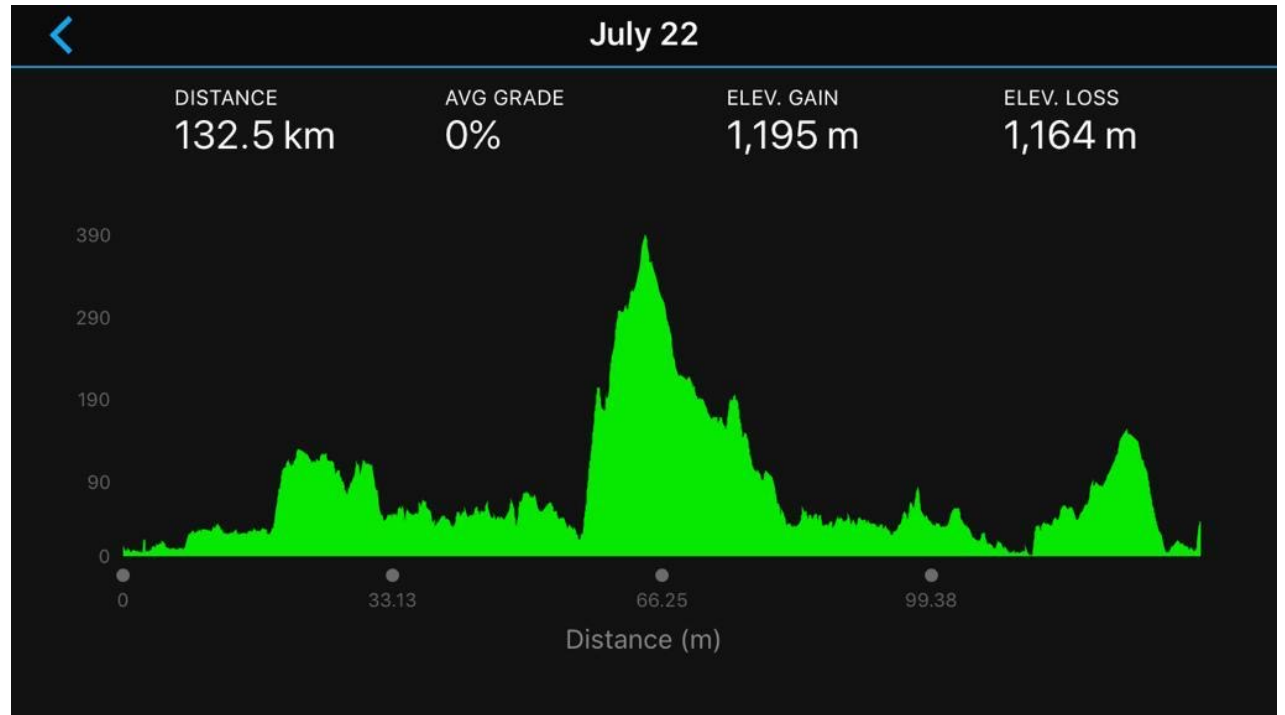 July 22
DISTANCE AVG GRADE ELEV. GAIN ELEV. LOSS
132.5 km 0% 1,195 m 1,164 m
390
290
190
90
0
0 33.13 66.25 99.38
Distance (m)